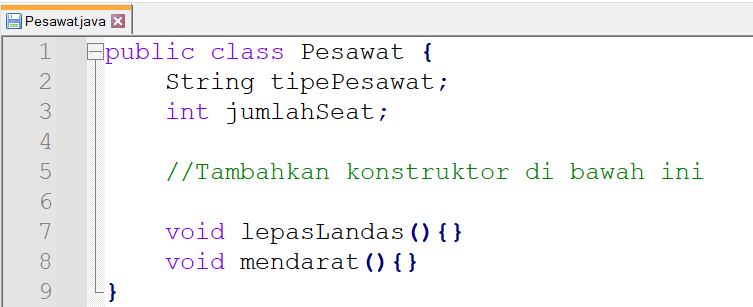 Pesawat.java
1 public class Pesawat {
2 String tipePesawat;
3 int jumlahSeat;
4
5 //Tambahkan konstruktor di bawah ini
6
7 void lepasLandas(){}
8 void mendarat(){}
9 }